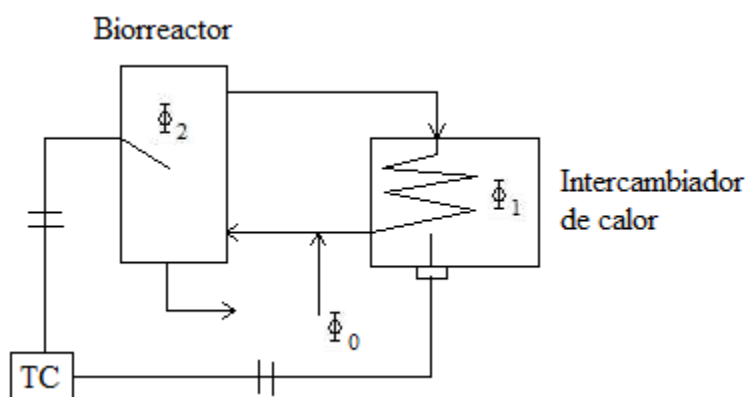 Biorreactor
Φ2
Φ1
Intercambiador
de calor
Φ0
TC